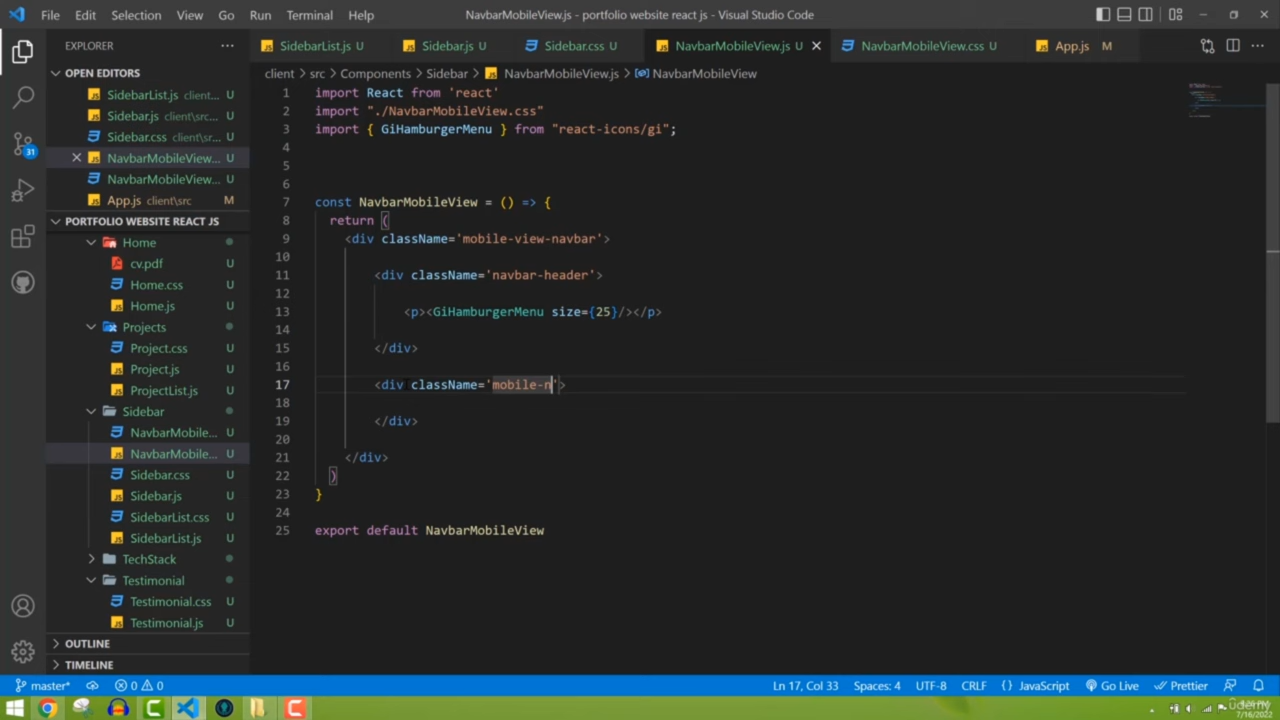 File Edit Selection View Go Run Terminal Help NavbarMobileView.js - portfolio website react js - Visual Studio Code
EXPLORER
SidebarList.js U Sidebar.js U Sidebar.css U NavbarMobileView.js U NavbarMobileView.css U App.js M
OPEN EDITORS
SidebarList.js client... U
Sidebar.js client\src... U
Sidebar.css client\sr... U
NavbarMobileView... U
NavbarMobileView... U
App.js client\src M
PORTFOLIO WEBSITE REACT JS
Home
cv.pdf U
Home.css U
Home.js U
Projects
Project.css U
Project.js U
ProjectList.js U
Sidebar
NavbarMobile... U
NavbarMobile... U
Sidebar.css U
Sidebar.js U
SidebarList.css U
SidebarList.js U
TechStack
Testimonial
Testimonial.css U
Testimonial.js U
OUTLINE
TIMELINE
31
client > src > Components > Sidebar > NavbarMobileView.js > NavbarMobileView
1 import React from 'react'
2 import "./NavbarMobileView.css"
3 import { GiHamburgerMenu } from "react-icons/gi";
4
5
6
7 const NavbarMobileView = () => {
8 return (
9 <div className='mobile-view-navbar'>
10
11 <div className='navbar-header'>
12
13 <p><GiHamburgerMenu size={25}/></p>
14
15 </div>
16
17 <div className='mobile-n'>
18
19 </div>
20
21 </div>
22 )
23 }
24
25 export default NavbarMobileView
master* 0 0 Ln 17, Col 33 Spaces: 4 UTF-8 CRLF {} JavaScript Go Live Prettier
udemy
7/16/2022